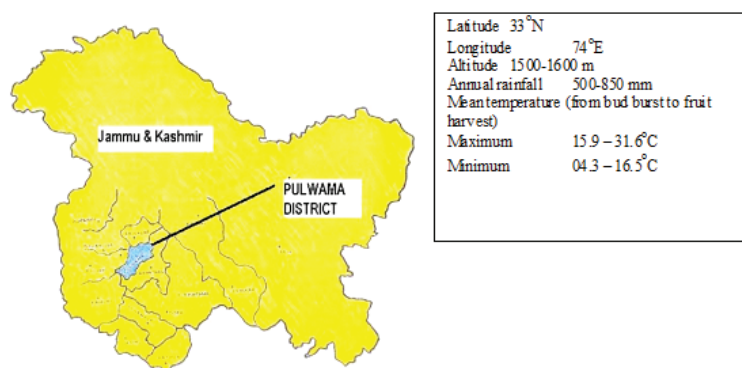 Jammu & Kashmir
PULWAMA
DISTRICT
Latitude 33°N
Longitude 74°E
Altitude 1500-1600 m
Annual rainfall 500-850 mm
Mean temperature (from bud burst to fruit
harvest)
Maximum 15.9 – 31.6°C
Minimum 04.3 – 16.5°C